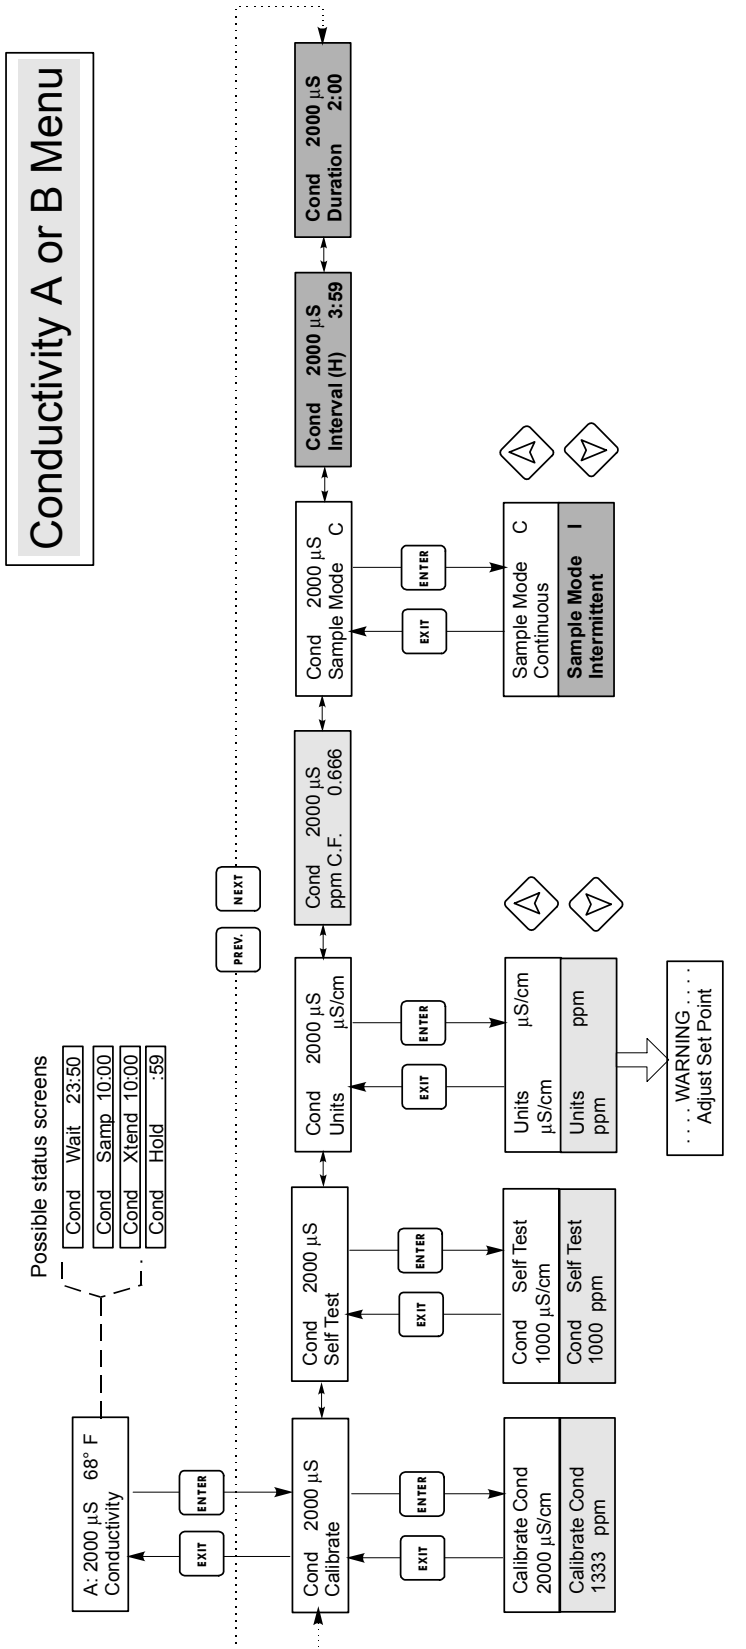 Conductivity A or B Menu
A: 2000 µS 68° F
Conductivity
Possible status screens
Cond Wait 23:50
Cond Samp 10:00
Cond Xtend 10:00
Cond Hold :59
EXIT
ENTER
PREV.
NEXT
Cond 2000 µS
Calibrate
Cond 2000 µS
Self Test
Cond 2000 µS
Units µS/cm
Cond 2000 µS
ppm C.F. 0.666
Cond 2000 µS
Sample Mode C
Cond 2000 µS
Interval (H) 3:59
Cond 2000 µS
Duration 2:00
EXIT
ENTER
EXIT
ENTER
EXIT
ENTER
EXIT
ENTER
Calibrate Cond
2000 µS/cm
Calibrate Cond
1333 ppm
Cond Self Test
1000 µS/cm
Cond Self Test
1000 ppm
Units µS/cm
µS/cm
Units ppm
ppm
Sample Mode C
Continuous
Sample Mode I
Intermittent
. . . . WARNING . . . .
Adjust Set Point